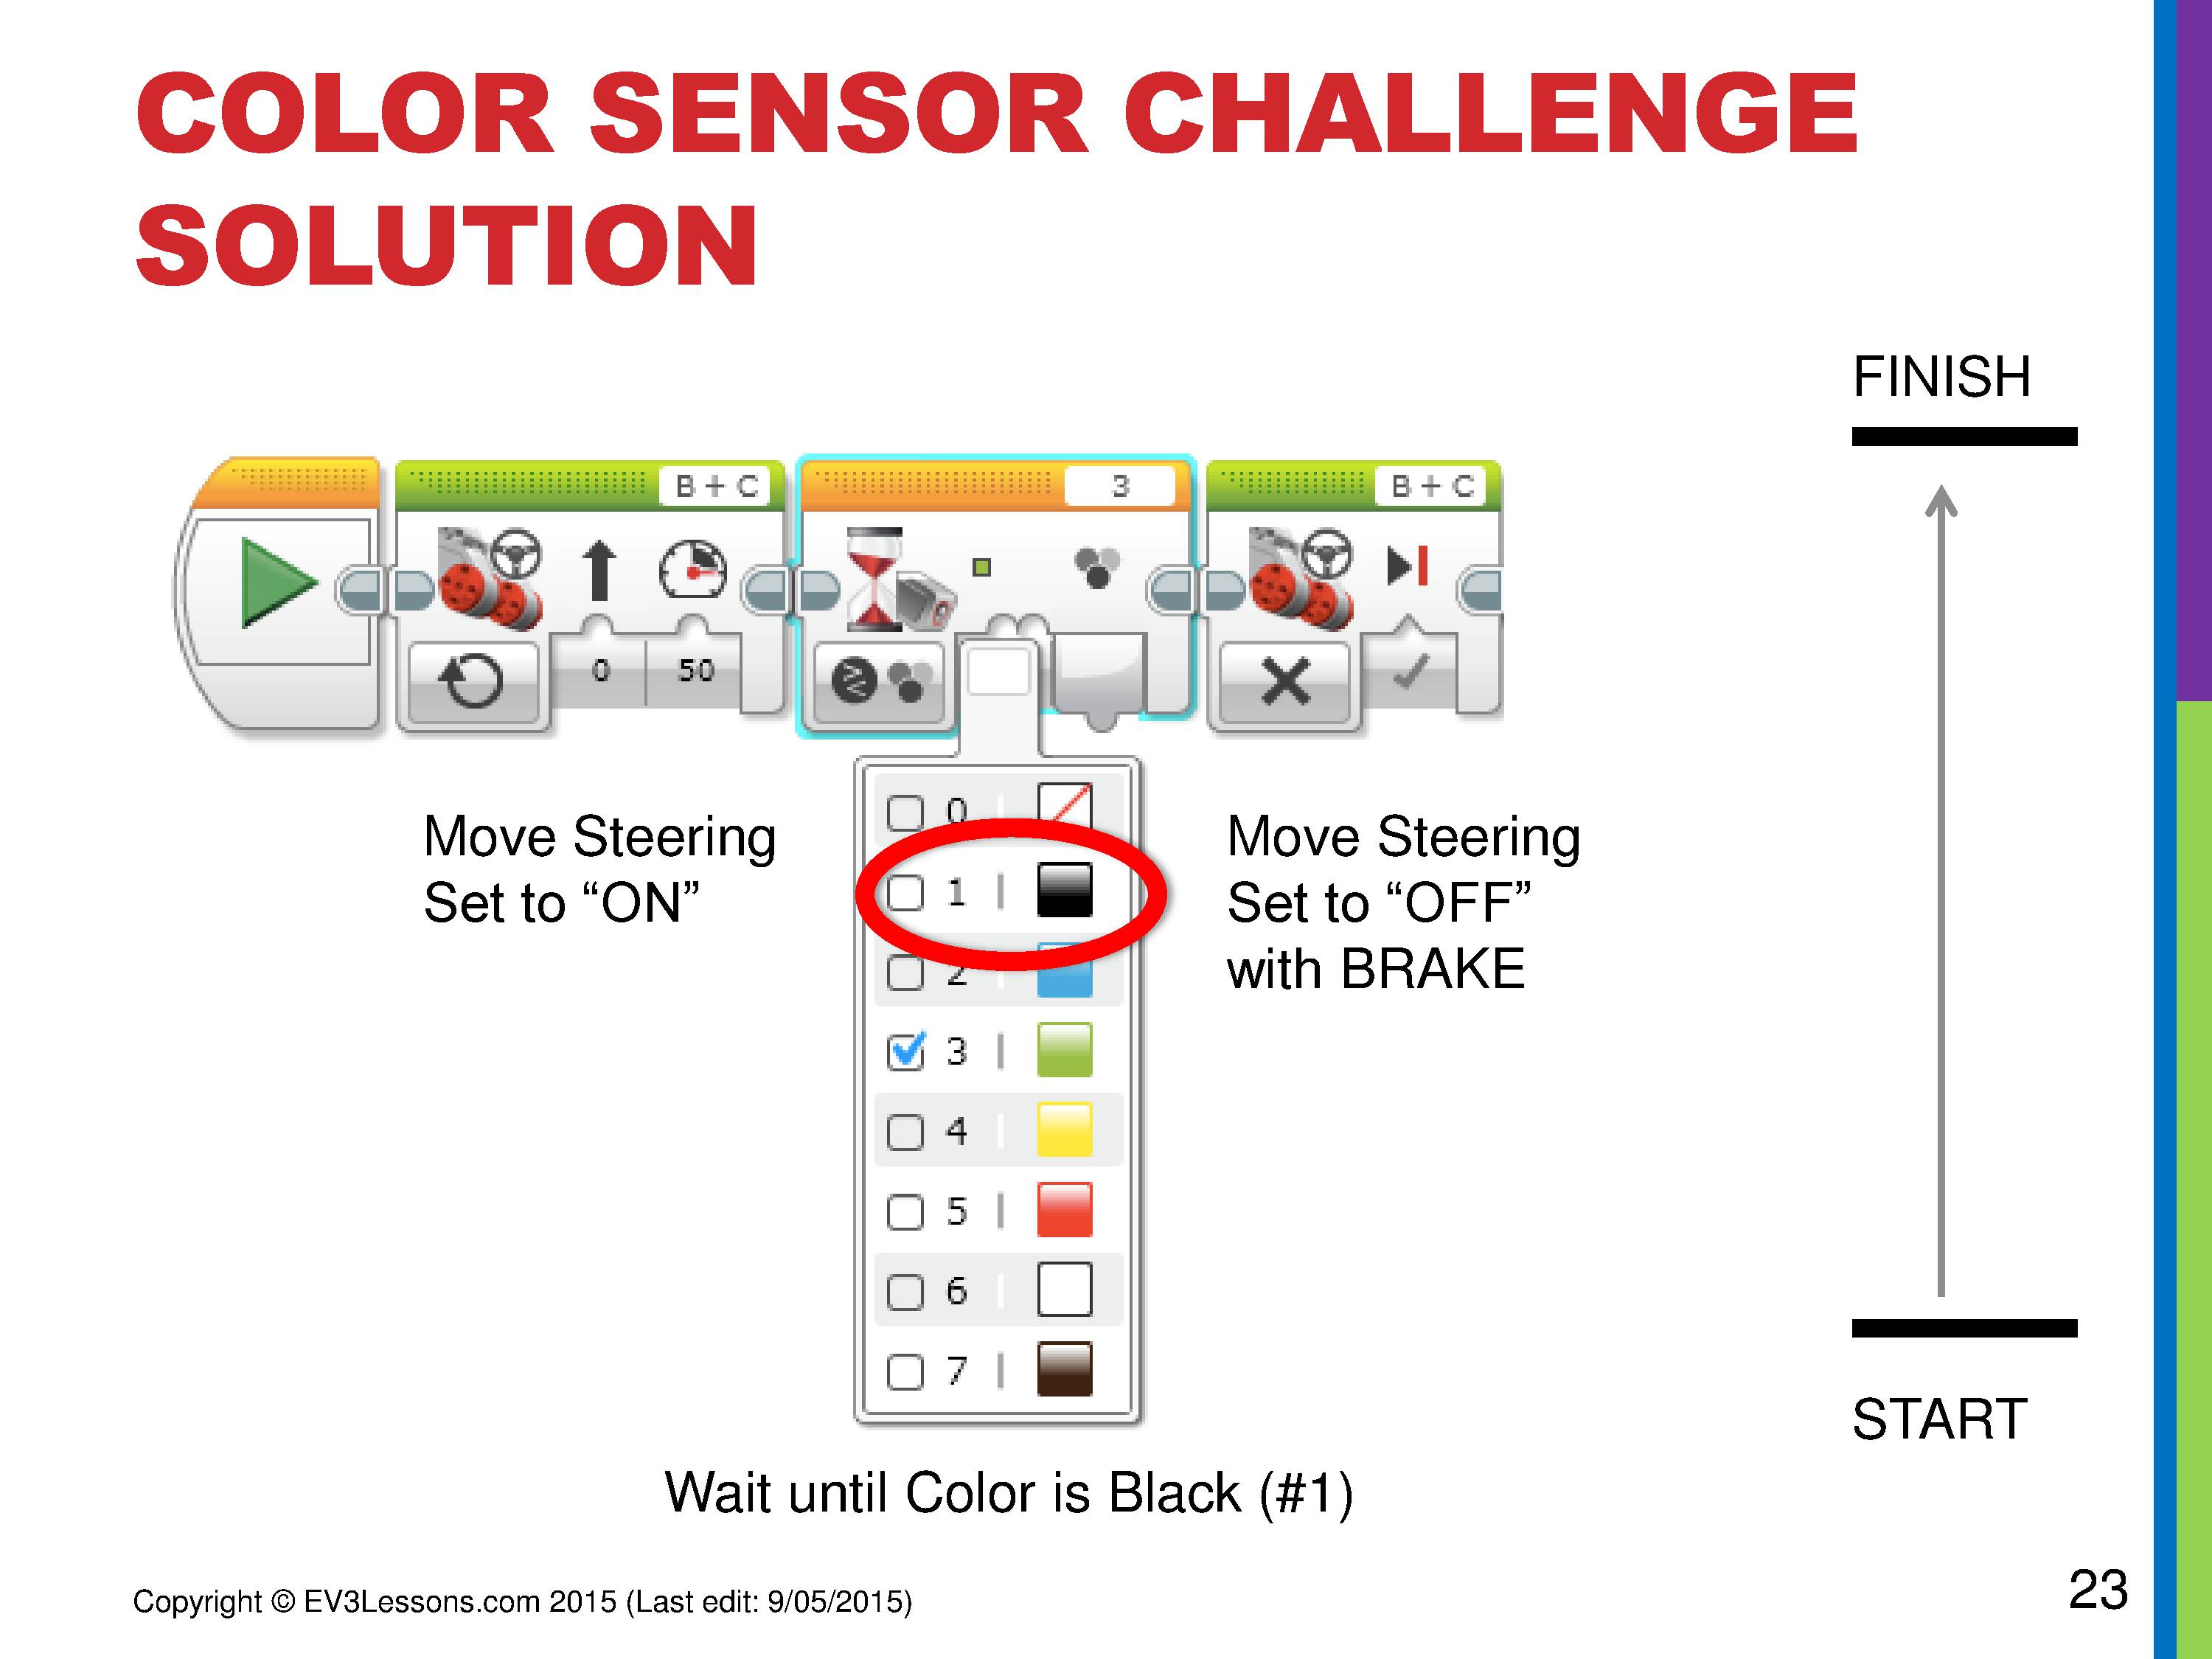 COLOR SENSOR CHALLENGE
SOLUTION
FINISH
B + C
3
B + C
0
50
Move Steering
Set to “ON”
0
1
2
3
4
5
6
7
Move Steering
Set to “OFF”
with BRAKE
START
Wait until Color is Black (#1)
Copyright © EV3Lessons.com 2015 (Last edit: 9/05/2015)
23